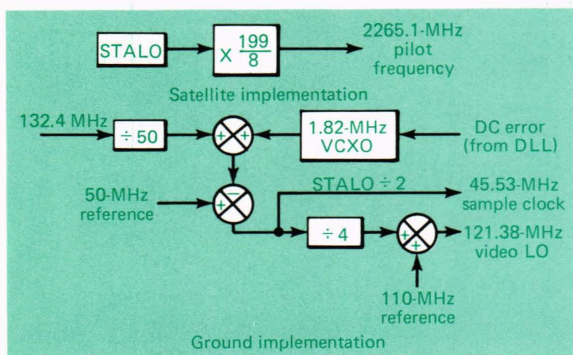 STALO
X 199/8
2265.1-MHz
pilot
frequency
Satellite implementation
132.4 MHz
÷50
+ +
1.82-MHz
VCXO
DC error
(from DLL)
50-MHz
reference
+ −
STALO ÷ 2
45.53-MHz
sample clock
÷ 4
+ +
121.38-MHz
video LO
110-MHz
reference
Ground implementation